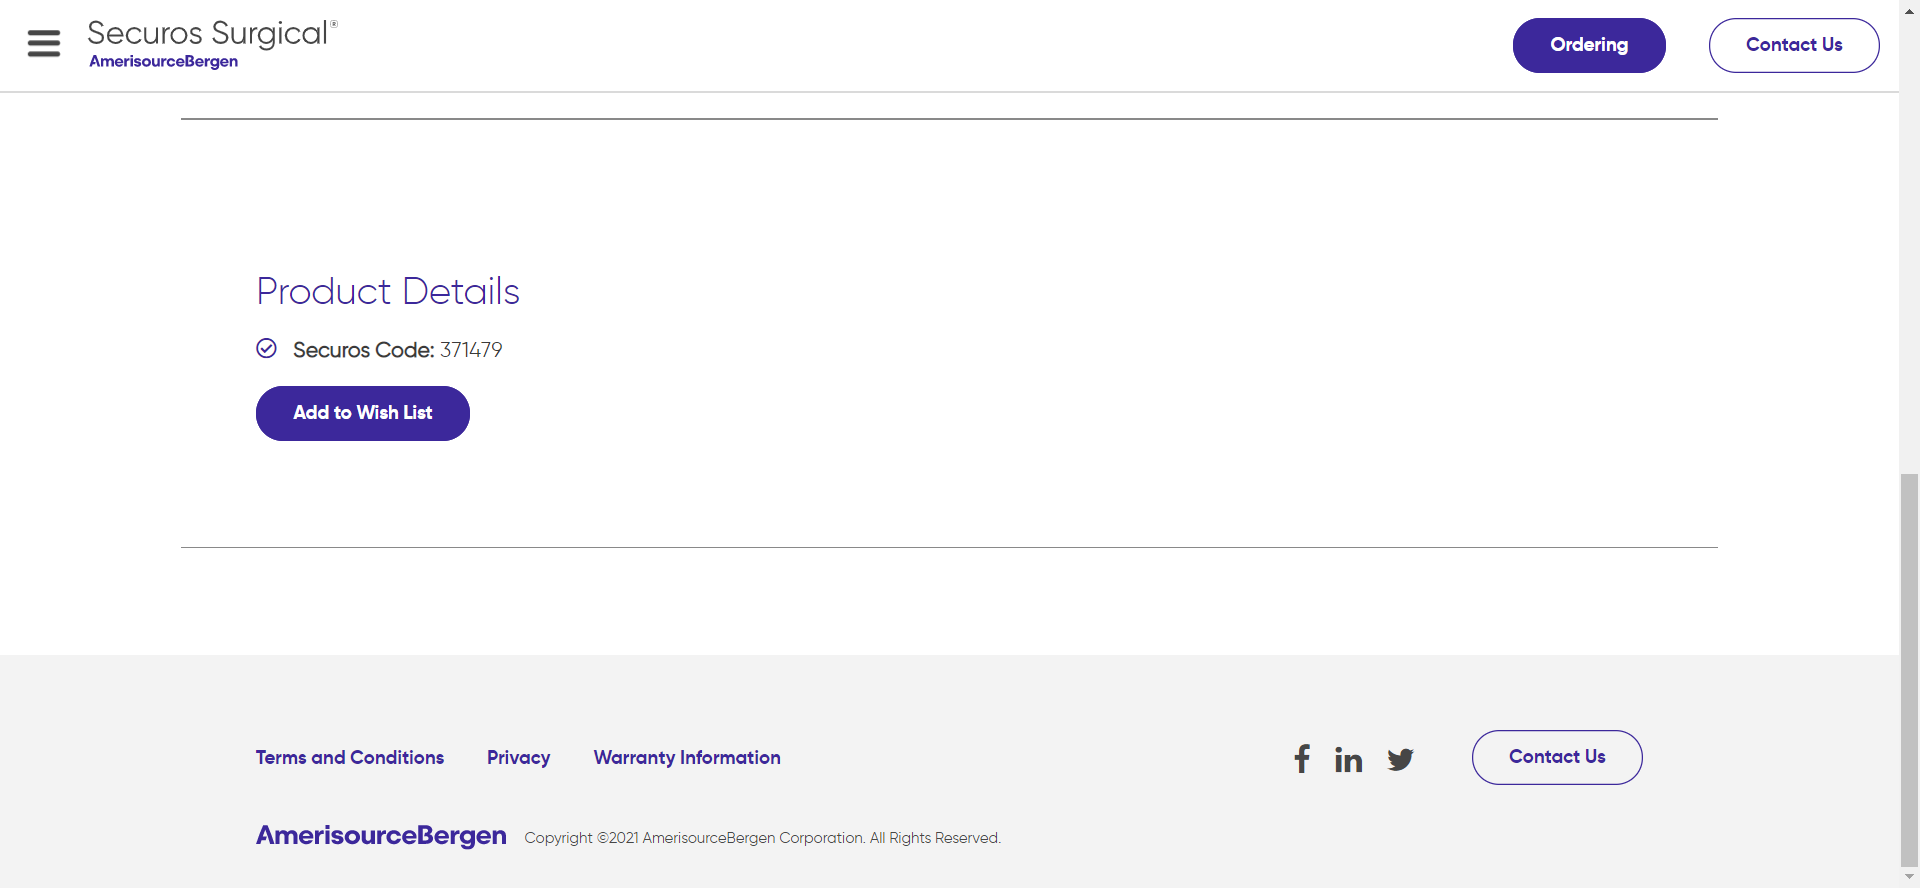 Securos Surgical®
AmerisourceBergen
Ordering
Contact Us
Product Details
Securos Code: 371479
Add to Wish List
Terms and Conditions
Privacy
Warranty Information
Contact Us
AmerisourceBergen
Copyright ©2021 AmerisourceBergen Corporation. All Rights Reserved.